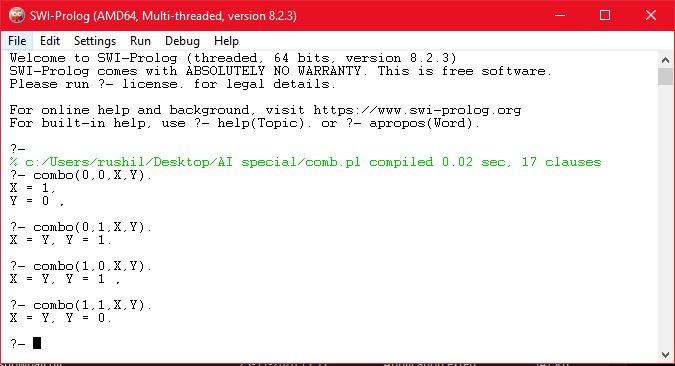 SWI-Prolog (AMD64, Multi-threaded, version 8.2.3)
File Edit Settings Run Debug Help
Welcome to SWI-Prolog (threaded, 64 bits, version 8.2.3)
SWI-Prolog comes with ABSOLUTELY NO WARRANTY. This is free software.
Please run ?- license. for legal details.
For online help and background, visit https://www.swi-prolog.org
For built-in help, use ?- help(Topic). or ?- apropos(Word).
?-
% c:/Users/rushil/Desktop/AI special/comb.pl compiled 0.02 sec, 17 clauses
?- combo(0,0,X,Y).
X = 1,
Y = 0 ,
?- combo(0,1,X,Y).
X = Y, Y = 1.
?- combo(1,0,X,Y).
X = Y, Y = 1 ,
?- combo(1,1,X,Y).
X = Y, Y = 0.
?-